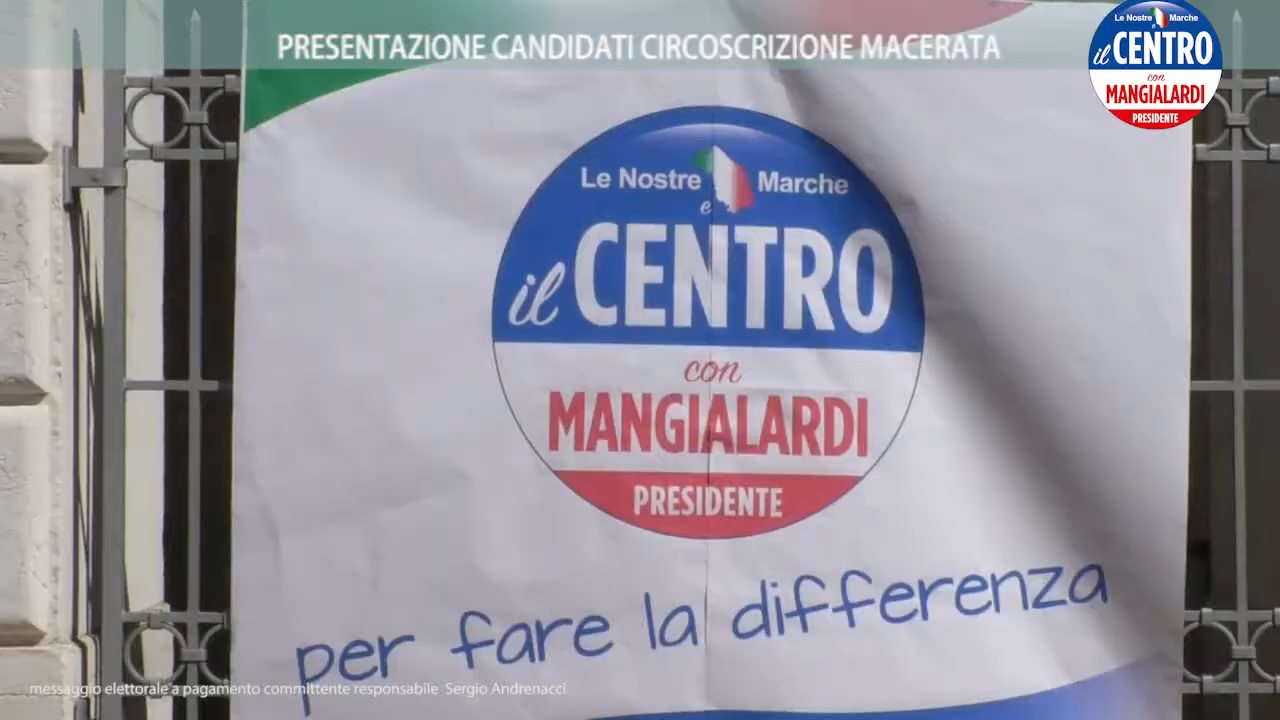 PRESENTAZIONE CANDIDATI CIRCOSCRIZIONE MACERATA
Le Nostre Marche
e
il CENTRO
con
MANGIALARDI
PRESIDENTE
Le Nostre Marche
e
il CENTRO
con
MANGIALARDI
PRESIDENTE
per fare la differenza
messaggio elettorale a pagamento committente responsabile Sergio Andrenacci